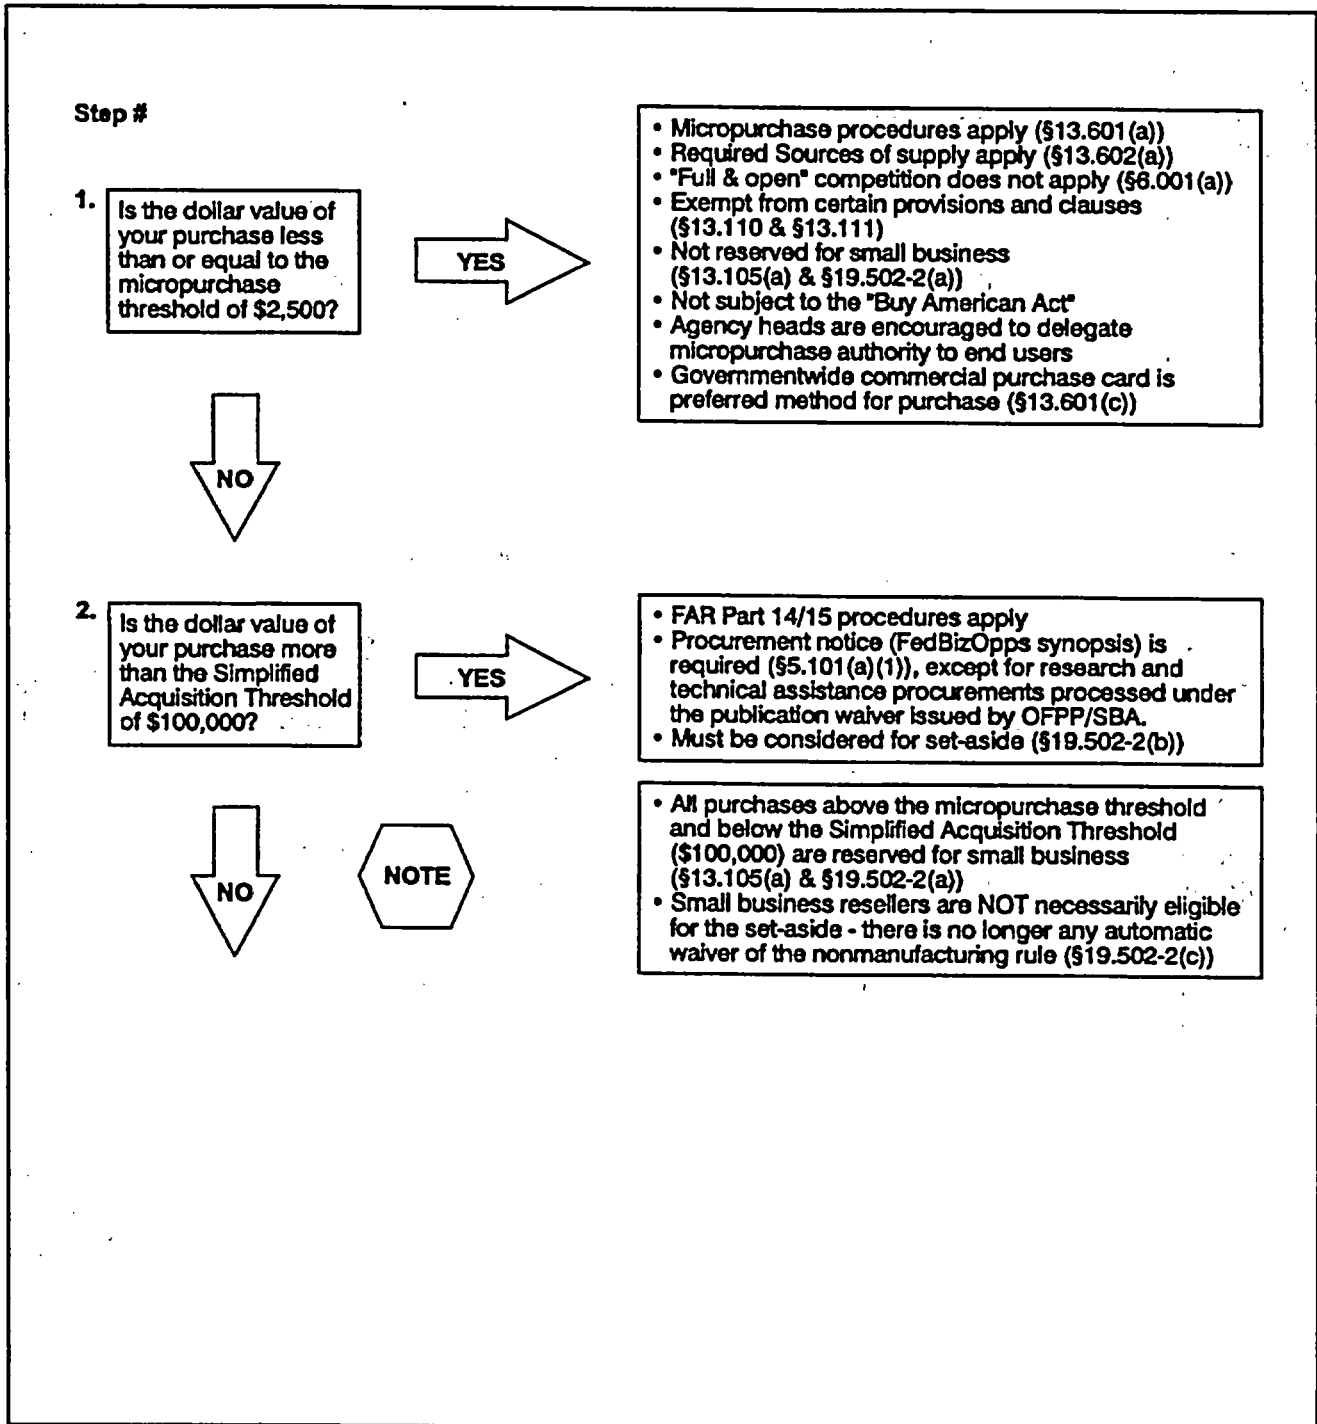 Step #
1.
Is the dollar value of
your purchase less
than or equal to the
micropurchase
threshold of $2,500?
YES
• Micropurchase procedures apply (§13.601(a))
• Required Sources of supply apply (§13.602(a))
• "Full & open" competition does not apply (§6.001(a))
• Exempt from certain provisions and clauses
(§13.110 & §13.111)
• Not reserved for small business
(§13.105(a) & §19.502-2(a))
• Not subject to the "Buy American Act"
• Agency heads are encouraged to delegate
micropurchase authority to end users
• Governmentwide commercial purchase card is
preferred method for purchase (§13.601(c))
NO
2.
Is the dollar value of
your purchase more
than the Simplified
Acquisition Threshold
of $100,000?
YES
• FAR Part 14/15 procedures apply
• Procurement notice (FedBizOpps synopsis) is
required (§5.101(a)(1)), except for research and
technical assistance procurements processed under
the publication waiver issued by OFPP/SBA.
• Must be considered for set-aside (§19.502-2(b))
NO
NOTE
• All purchases above the micropurchase threshold
and below the Simplified Acquisition Threshold
($100,000) are reserved for small business
(§13.105(a) & §19.502-2(a))
• Small business resellers are NOT necessarily eligible
for the set-aside - there is no longer any automatic
waiver of the nonmanufacturing rule (§19.502-2(c))